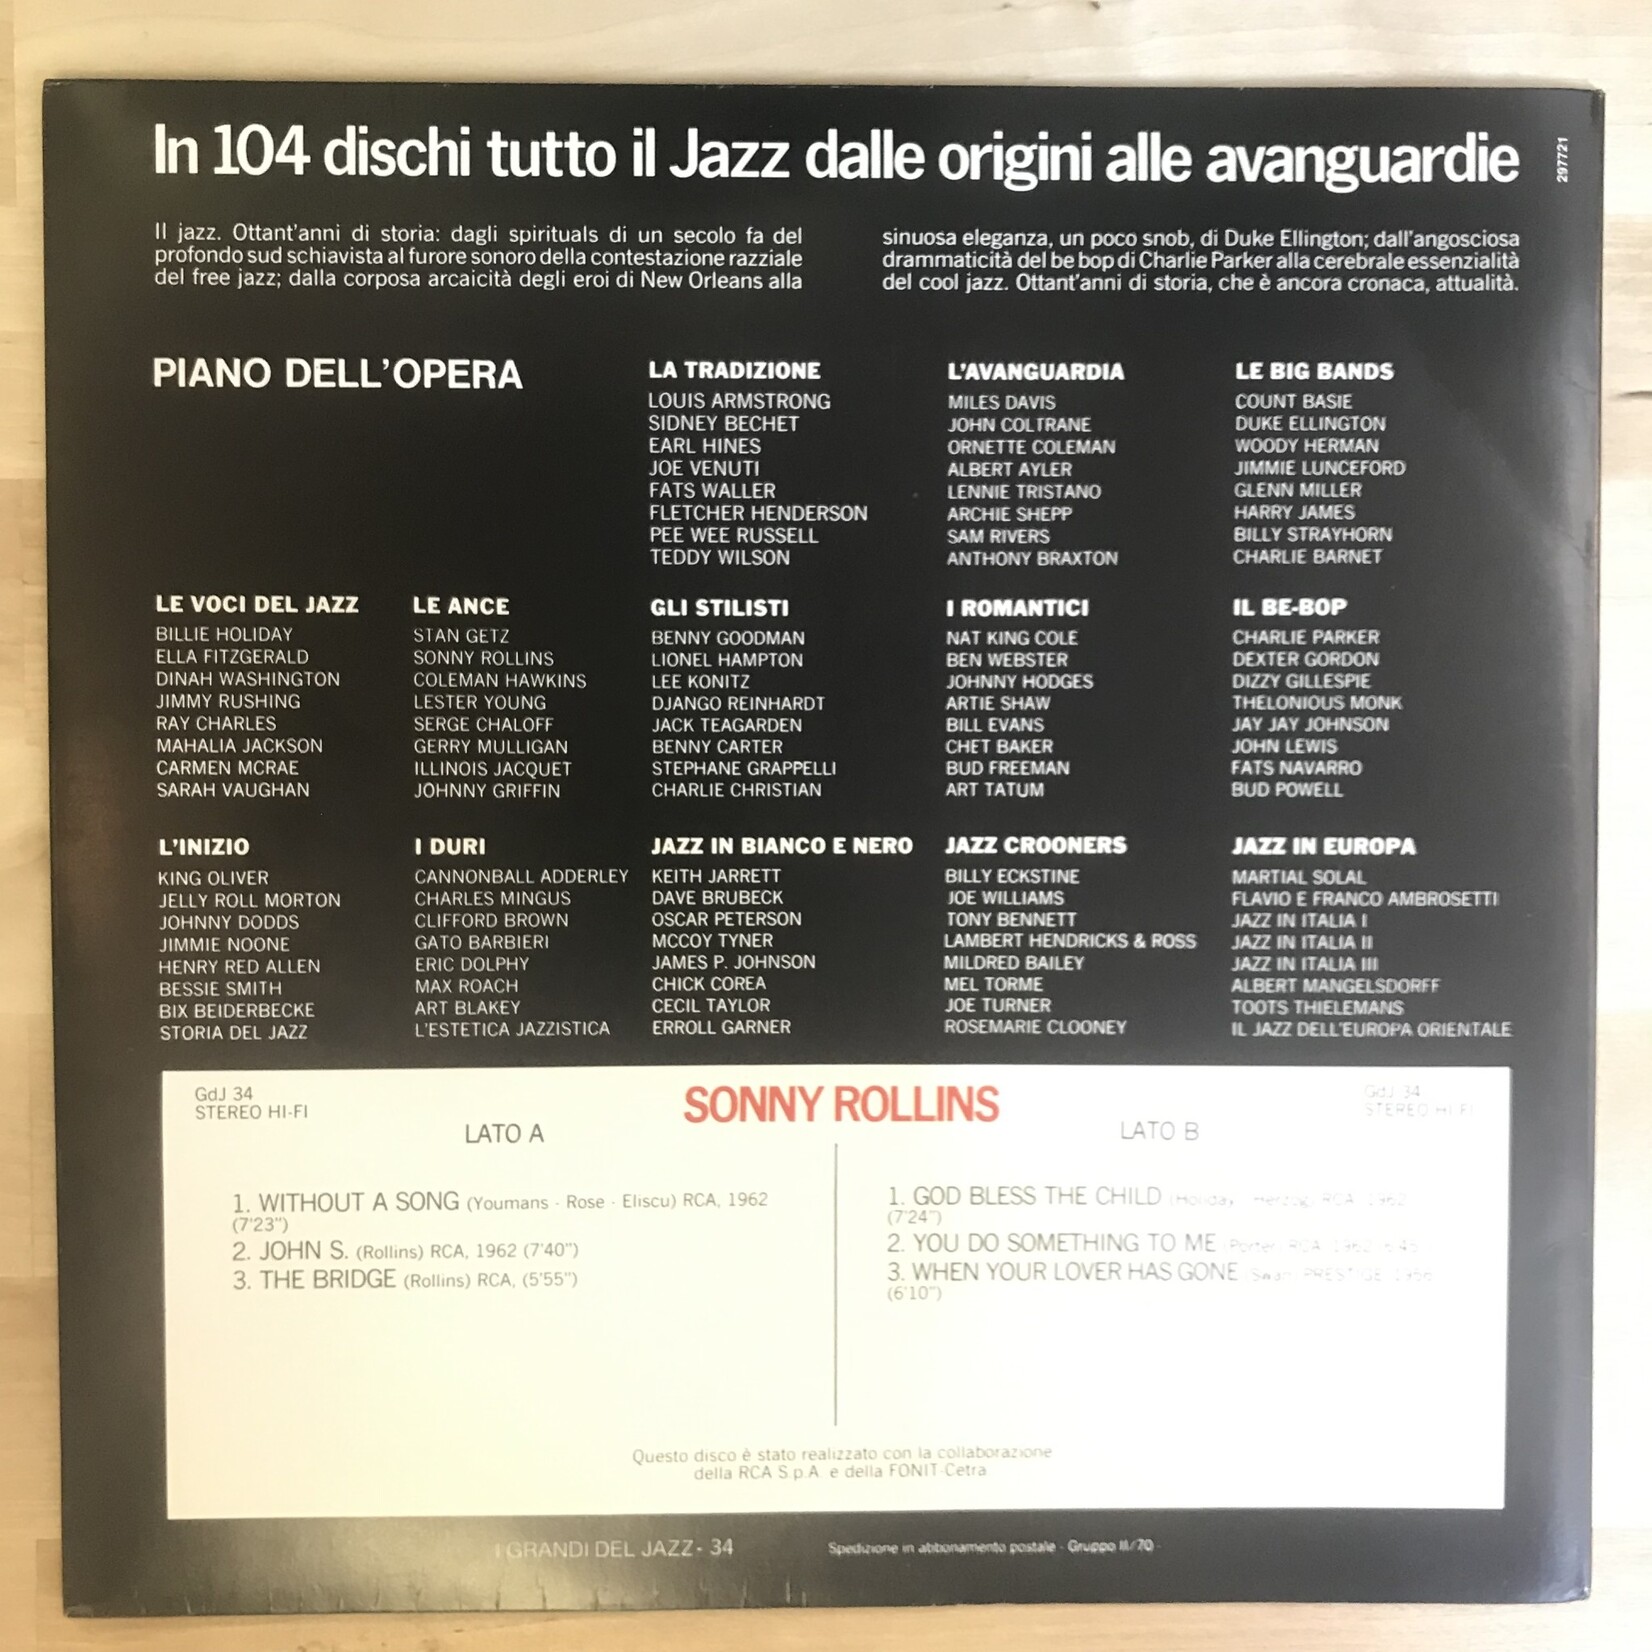 In 104 dischi tutto il Jazz dalle origini alle avanguardie
297721
Il jazz. Ottant'anni di storia: dagli spirituals di un secolo fa del
profondo sud schiavista al furore sonoro della contestazione razziale
del free jazz; dalla corposa arcaicità degli eroi di New Orleans alla
sinuosa eleganza, un poco snob, di Duke Ellington; dall'angosciosa
drammaticità del be bop di Charlie Parker alla cerebrale essenzialità
del cool jazz. Ottant'anni di storia, che è ancora cronaca, attualità.
PIANO DELL'OPERA
LA TRADIZIONE
LOUIS ARMSTRONG
SIDNEY BECHET
EARL HINES
JOE VENUTI
FATS WALLER
FLETCHER HENDERSON
PEE WEE RUSSELL
TEDDY WILSON
L'AVANGUARDIA
MILES DAVIS
JOHN COLTRANE
ORNETTE COLEMAN
ALBERT AYLER
LENNIE TRISTANO
ARCHIE SHEPP
SAM RIVERS
ANTHONY BRAXTON
LE BIG BANDS
COUNT BASIE
DUKE ELLINGTON
WOODY HERMAN
JIMMIE LUNCEFORD
GLENN MILLER
HARRY JAMES
BILLY STRAYHORN
CHARLIE BARNET
LE VOCI DEL JAZZ
BILLIE HOLIDAY
ELLA FITZGERALD
DINAH WASHINGTON
JIMMY RUSHING
RAY CHARLES
MAHALIA JACKSON
CARMEN MCRAE
SARAH VAUGHAN
LE ANCE
STAN GETZ
SONNY ROLLINS
COLEMAN HAWKINS
LESTER YOUNG
SERGE CHALOFF
GERRY MULLIGAN
ILLINOIS JACQUET
JOHNNY GRIFFIN
GLI STILISTI
BENNY GOODMAN
LIONEL HAMPTON
LEE KONITZ
DJANGO REINHARDT
JACK TEAGARDEN
BENNY CARTER
STEPHANE GRAPPELLI
CHARLIE CHRISTIAN
I ROMANTICI
NAT KING COLE
BEN WEBSTER
JOHNNY HODGES
ARTIE SHAW
BILL EVANS
CHET BAKER
BUD FREEMAN
ART TATUM
IL BE-BOP
CHARLIE PARKER
DEXTER GORDON
DIZZY GILLESPIE
THELONIOUS MONK
JAY JAY JOHNSON
JOHN LEWIS
FATS NAVARRO
BUD POWELL
L'INIZIO
KING OLIVER
JELLY ROLL MORTON
JOHNNY DODDS
JIMMIE NOONE
HENRY RED ALLEN
BESSIE SMITH
BIX BEIDERBECKE
STORIA DEL JAZZ
I DURI
CANNONBALL ADDERLEY
CHARLES MINGUS
CLIFFORD BROWN
GATO BARBIERI
ERIC DOLPHY
MAX ROACH
ART BLAKEY
L'ESTETICA JAZZISTICA
JAZZ IN BIANCO E NERO
KEITH JARRETT
DAVE BRUBECK
OSCAR PETERSON
MCCOY TYNER
JAMES P. JOHNSON
CHICK COREA
CECIL TAYLOR
ERROLL GARNER
JAZZ CROONERS
BILLY ECKSTINE
JOE WILLIAMS
TONY BENNETT
LAMBERT HENDRICKS & ROSS
MILDRED BAILEY
MEL TORME
JOE TURNER
ROSEMARIE CLOONEY
JAZZ IN EUROPA
MARTIAL SOLAL
FLAVIO E FRANCO AMBROSETTI
JAZZ IN ITALIA I
JAZZ IN ITALIA II
JAZZ IN ITALIA III
ALBERT MANGELSDORFF
TOOTS THIELEMANS
IL JAZZ DELL'EUROPA ORIENTALE
GdJ 34
STEREO HI-FI
SONNY ROLLINS
GdJ 34
STEREO HI-FI
LATO A
1. WITHOUT A SONG (Youmans - Rose - Eliscu) RCA, 1962
(7'23")
2. JOHN S. (Rollins) RCA, 1962 (7'40")
3. THE BRIDGE (Rollins) RCA, (5'55")
LATO B
1. GOD BLESS THE CHILD (Holiday - Herzog) RCA, 1962
(7'24")
2. YOU DO SOMETHING TO ME (Porter) RCA, 1962 6'45
3. WHEN YOUR LOVER HAS GONE (Swan) PRESTIGE, 1956
(6'10")
Questo disco è stato realizzato con la collaborazione
della RCA S.p.A. e della FONIT-Cetra
I GRANDI DEL JAZZ - 34
Spedizione in abbonamento postale - Gruppo II/70